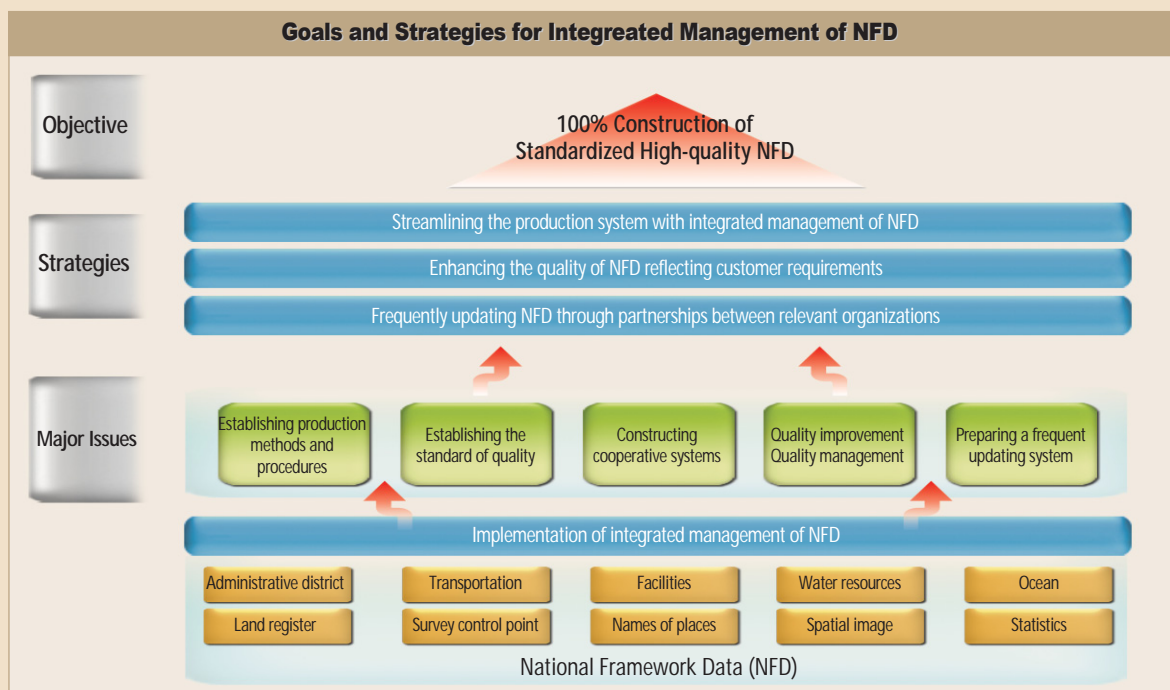 Goals and Strategies for Integreated Management of NFD
Objective
100% Construction of
Standardized High-quality NFD
Strategies
Streamlining the production system with integrated management of NFD
Enhancing the quality of NFD reflecting customer requirements
Frequently updating NFD through partnerships between relevant organizations
Major Issues
Establishing production
methods and
procedures
Establishing the
standard of quality
Constructing
cooperative systems
Quality improvement
Quality management
Preparing a frequent
updating system
Implementation of integrated management of NFD
Administrative district
Transportation
Facilities
Water resources
Ocean
Land register
Survey control point
Names of places
Spatial image
Statistics
National Framework Data (NFD)